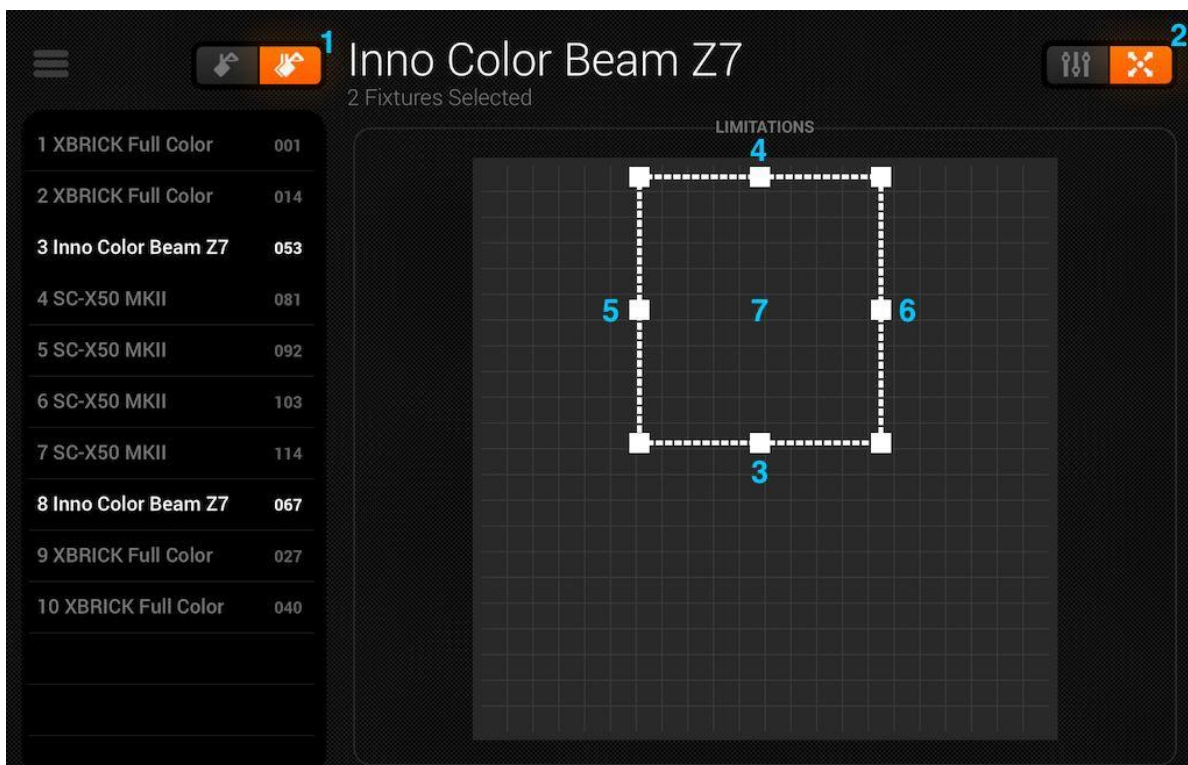 1
Inno Color Beam Z7
2
2 Fixtures Selected
1 XBRICK Full Color 001
2 XBRICK Full Color 014
3 Inno Color Beam Z7 053
4 SC-X50 MKII 081
5 SC-X50 MKII 092
6 SC-X50 MKII 103
7 SC-X50 MKII 114
8 Inno Color Beam Z7 067
9 XBRICK Full Color 027
10 XBRICK Full Color 040
LIMITATIONS
4
5 7 6
3